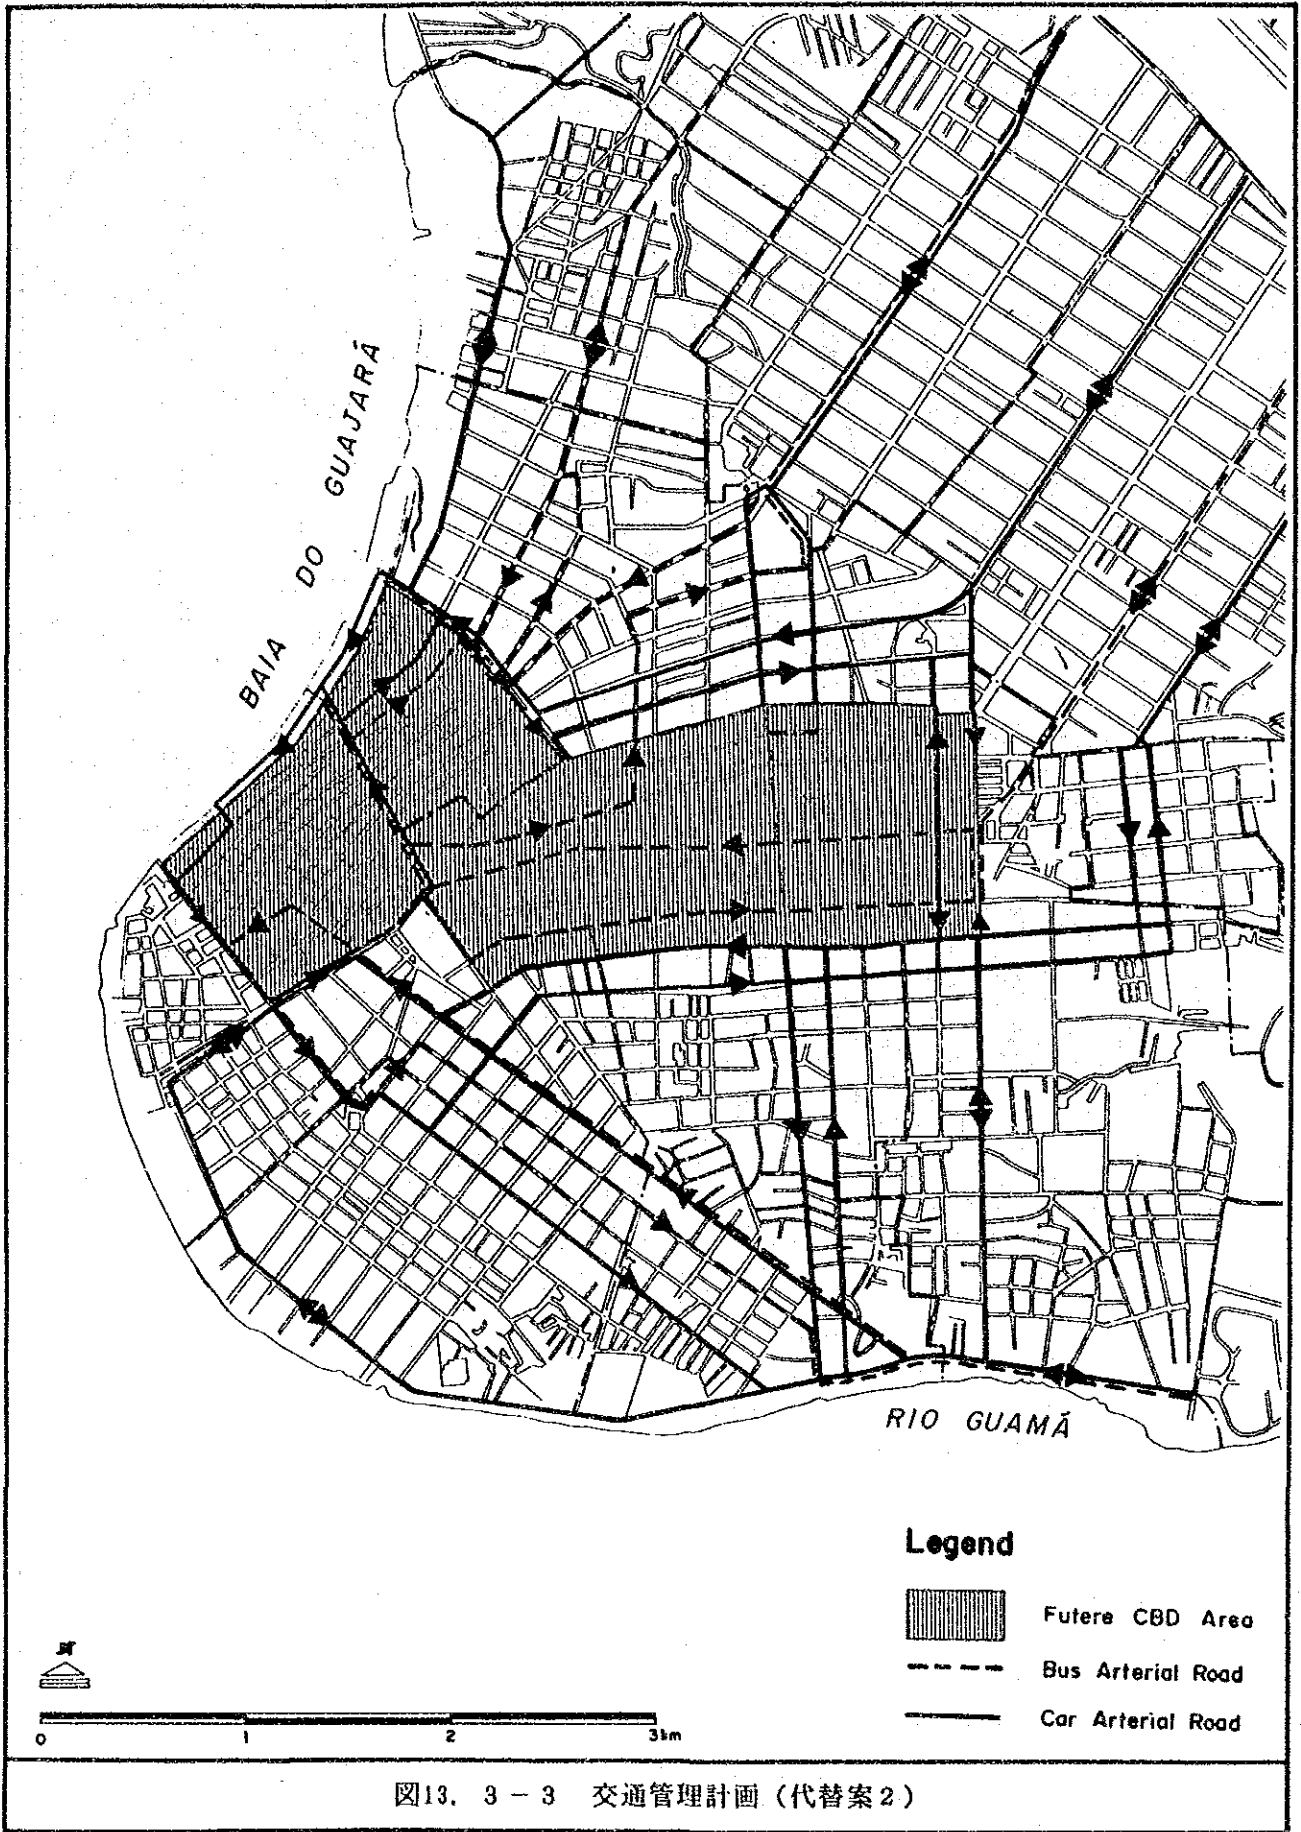 BAIA DO GUAJARÁ
RIO GUAMÁ
Legend
Futere CBD Area
Bus Arterial Road
Car Arterial Road
0 1 2 3km
図13. 3 - 3 交通管理計画 (代替案2)